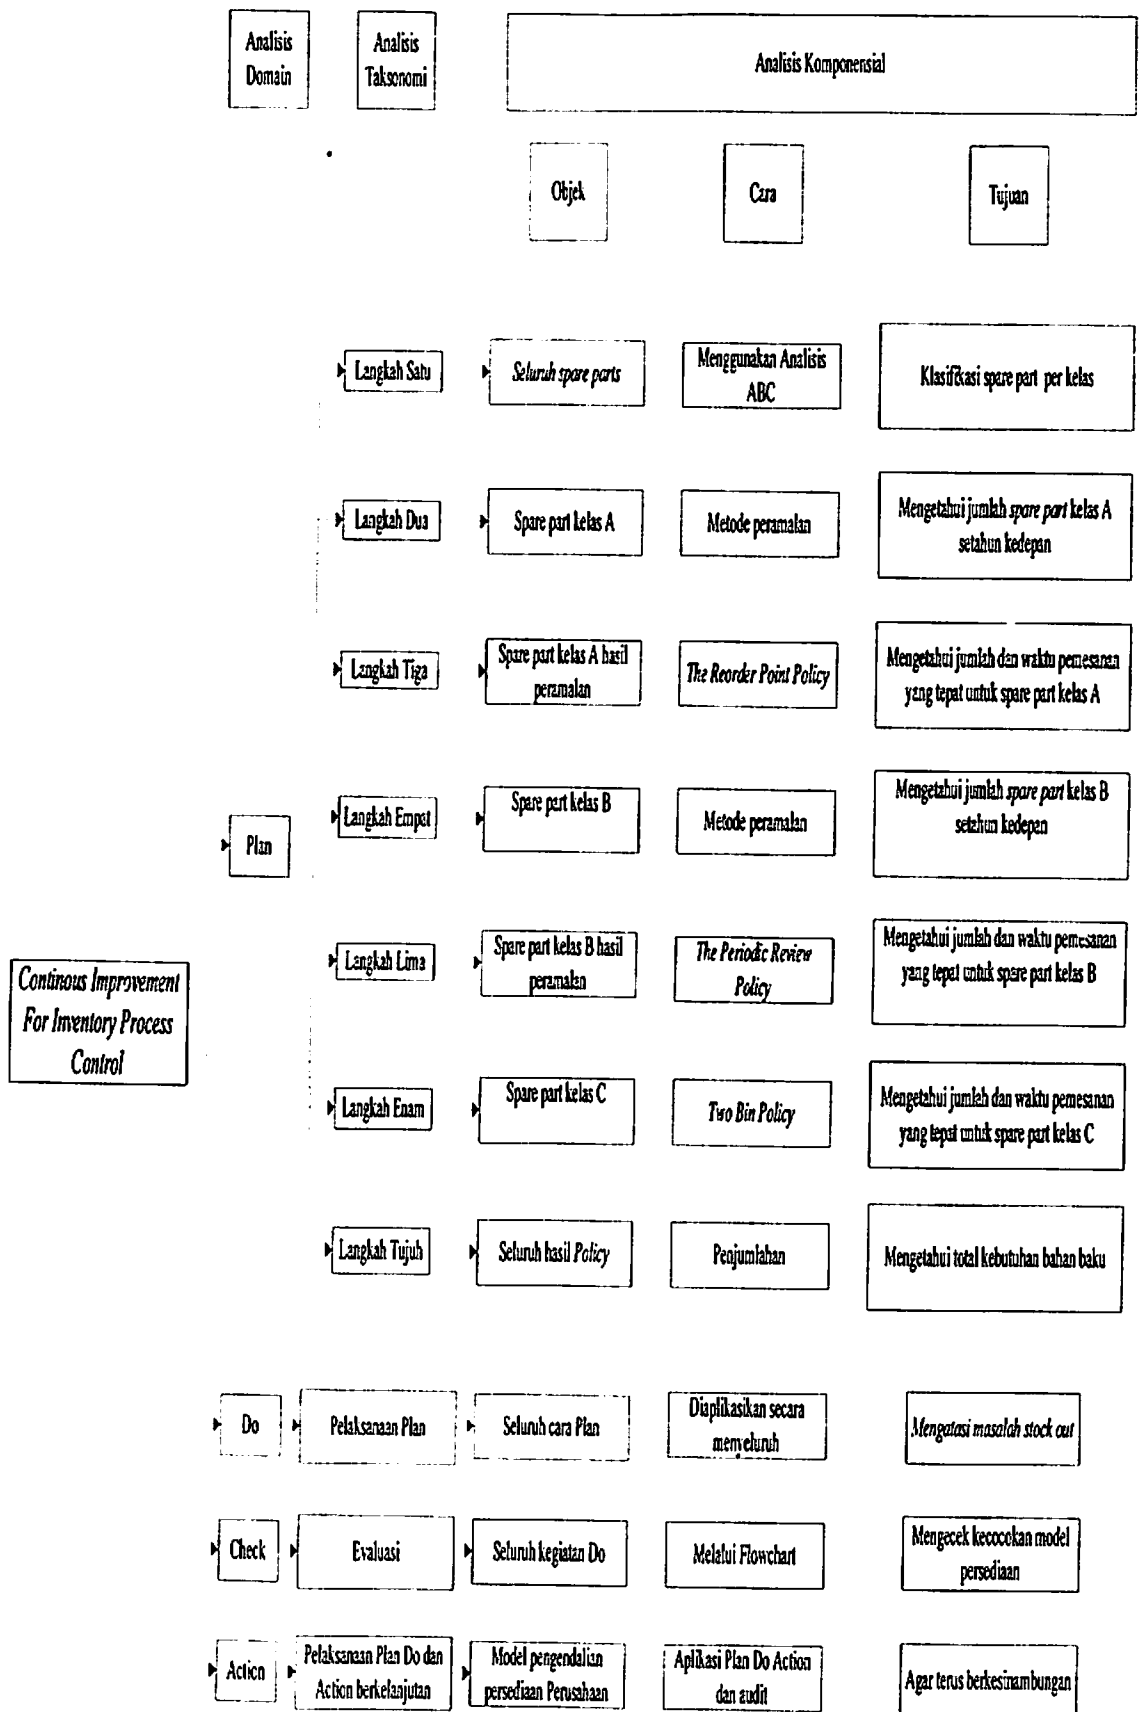 Analisis
Domain
Analisis
Taksonomi
Analisis Komponensial
Objek
Cara
Tujuan
Langkah Satu
Seluruh spare parts
Menggunakan Analisis
ABC
Klasifikasi spare part per kelas
Langkah Dua
Spare part kelas A
Metode peramalan
Mengetahui jumlah spare part kelas A
setahun kedepan
Langkah Tiga
Spare part kelas A hasil
peramalan
The Reorder Point Policy
Mengetahui jumlah dan waktu pemesanan
yang tepat untuk spare part kelas A
Plan
Langkah Empat
Spare part kelas B
Metode peramalan
Mengetahui jumlah spare part kelas B
setahun kedepan
Continous Improvement
For Inventory Process
Control
Langkah Lima
Spare part kelas B hasil
peramalan
The Periodic Review
Policy
Mengetahui jumlah dan waktu pemesanan
yang tepat untuk spare part kelas B
Langkah Enam
Spare part kelas C
Two Bin Policy
Mengetahui jumlah dan waktu pemesanan
yang tepat untuk spare part kelas C
Langkah Tujuh
Seluruh hasil Policy
Penjumlahan
Mengetahui total kebutuhan bahan baku
Do
Pelaksanaan Plan
Seluruh cara Plan
Diaplikasikan secara
menyeluruh
Mengatasi masalah stock out
Check
Evaluasi
Seluruh kegiatan Do
Melalui Flowchart
Mengecek kecocokan model
persediaan
Action
Pelaksanaan Plan Do dan
Action berkelanjutan
Model pengendalian
persediaan Perusahaan
Aplikasi Plan Do Action
dan audit
Agar terus berkesinambungan